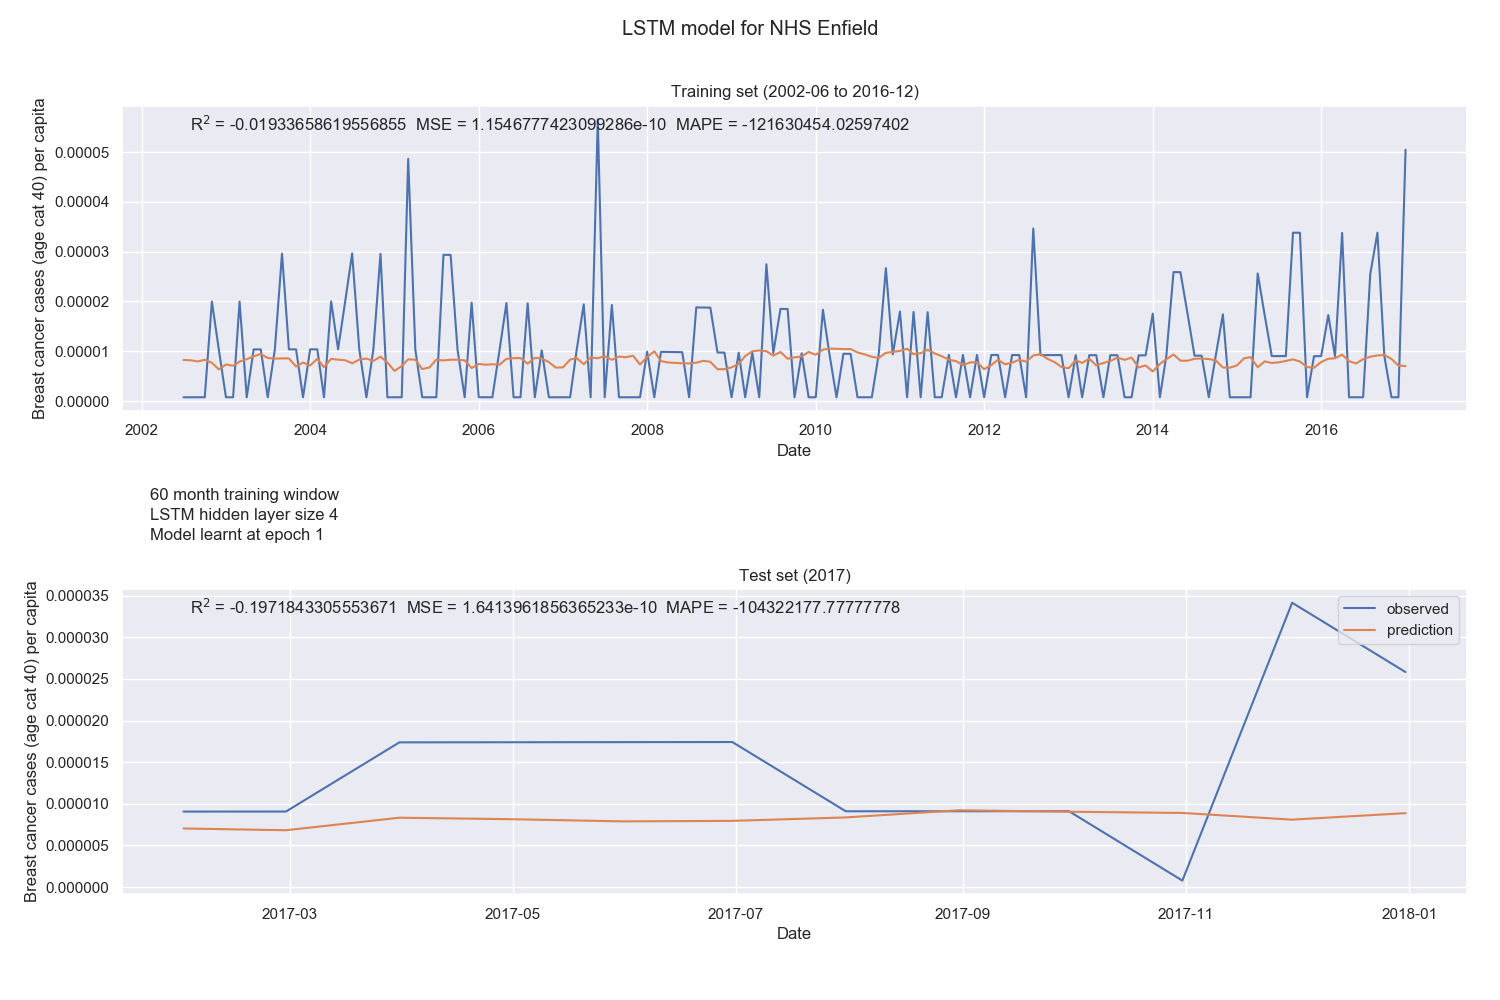 LSTM model for NHS Enfield
Training set (2002-06 to 2016-12)
R² = -0.01933658619556855 MSE = 1.1546777423099286e-10 MAPE = -121630454.02597402
Breast cancer cases (age cat 40) per capita
0.00005
0.00004
0.00003
0.00002
0.00001
0.00000
2002 2004 2006 2008 2010 2012 2014 2016
Date
60 month training window
LSTM hidden layer size 4
Model learnt at epoch 1
Test set (2017)
R² = -0.1971843305553671 MSE = 1.6413961856365233e-10 MAPE = -104322177.77777778
observed
prediction
Breast cancer cases (age cat 40) per capita
0.000035
0.000030
0.000025
0.000020
0.000015
0.000010
0.000005
0.000000
2017-03 2017-05 2017-07 2017-09 2017-11 2018-01
Date